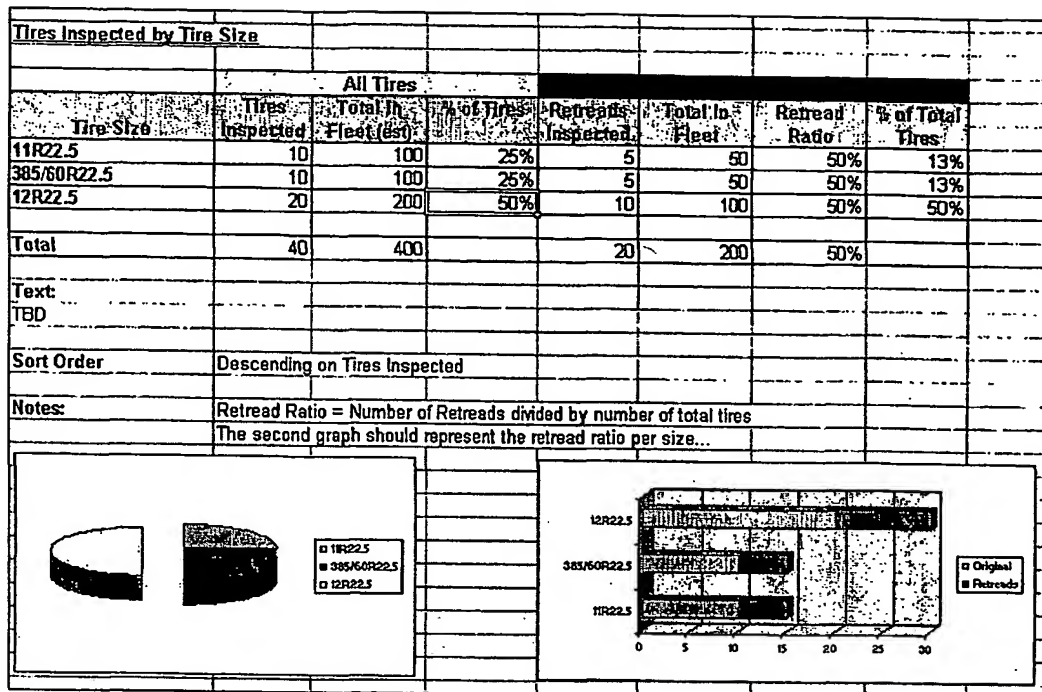 Tires Inspected by Tire Size
All Tires
Tire Size Tires Inspected Total In Fleet (est) % of Tires Retreads Inspected Total In Fleet Retread Ratio % of Total Tires
11R22.5 10 100 25% 5 50 50% 13%
385/60R22.5 10 100 25% 5 50 50% 13%
12R22.5 20 200 50% 10 100 50% 50%
Total 40 400 20 200 50%
Text:
TBD
Sort Order Descending on Tires Inspected
Notes: Retread Ratio = Number of Retreads divided by number of total tires
The second graph should represent the retread ratio per size...
11R22.5
385/60R22.5
12R22.5
12R22.5
385/60R22.5
11R22.5
0 5 10 15 20 25 30
Original
Retreads